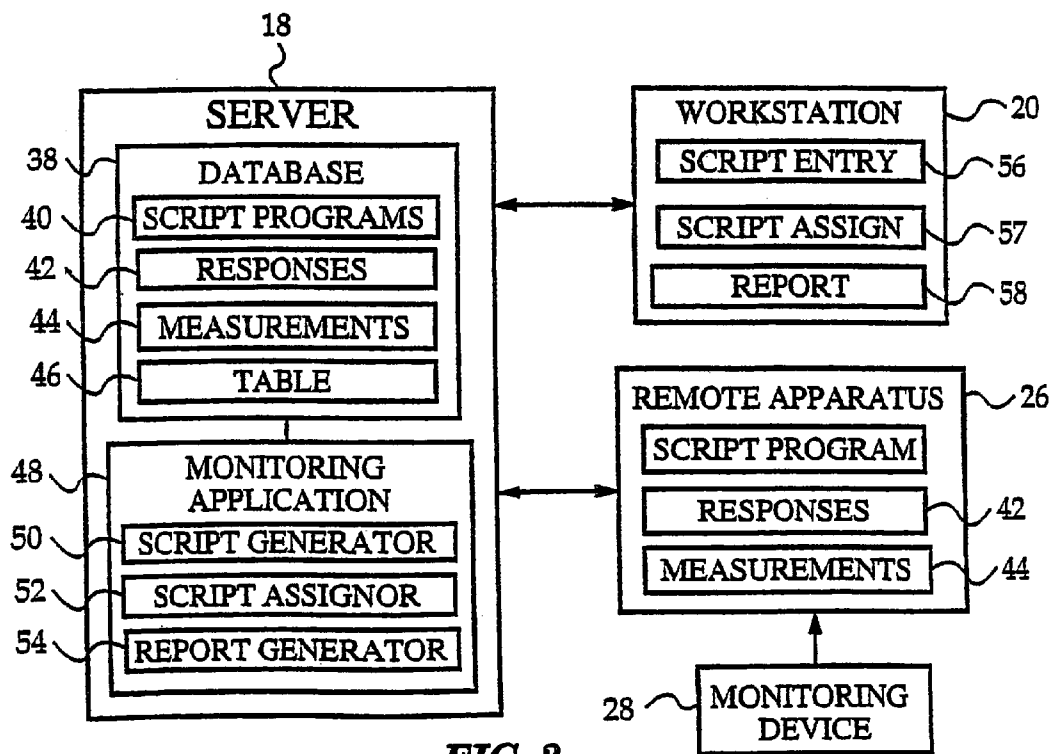 18
SERVER
38
DATABASE
40
SCRIPT PROGRAMS
42
RESPONSES
44
MEASUREMENTS
46
TABLE
48
MONITORING
APPLICATION
50
SCRIPT GENERATOR
52
SCRIPT ASSIGNOR
54
REPORT GENERATOR
WORKSTATION
20
SCRIPT ENTRY
56
SCRIPT ASSIGN
57
REPORT
58
REMOTE APPARATUS
26
SCRIPT PROGRAM
RESPONSES
42
MEASUREMENTS
44
28
MONITORING
DEVICE
FIG.